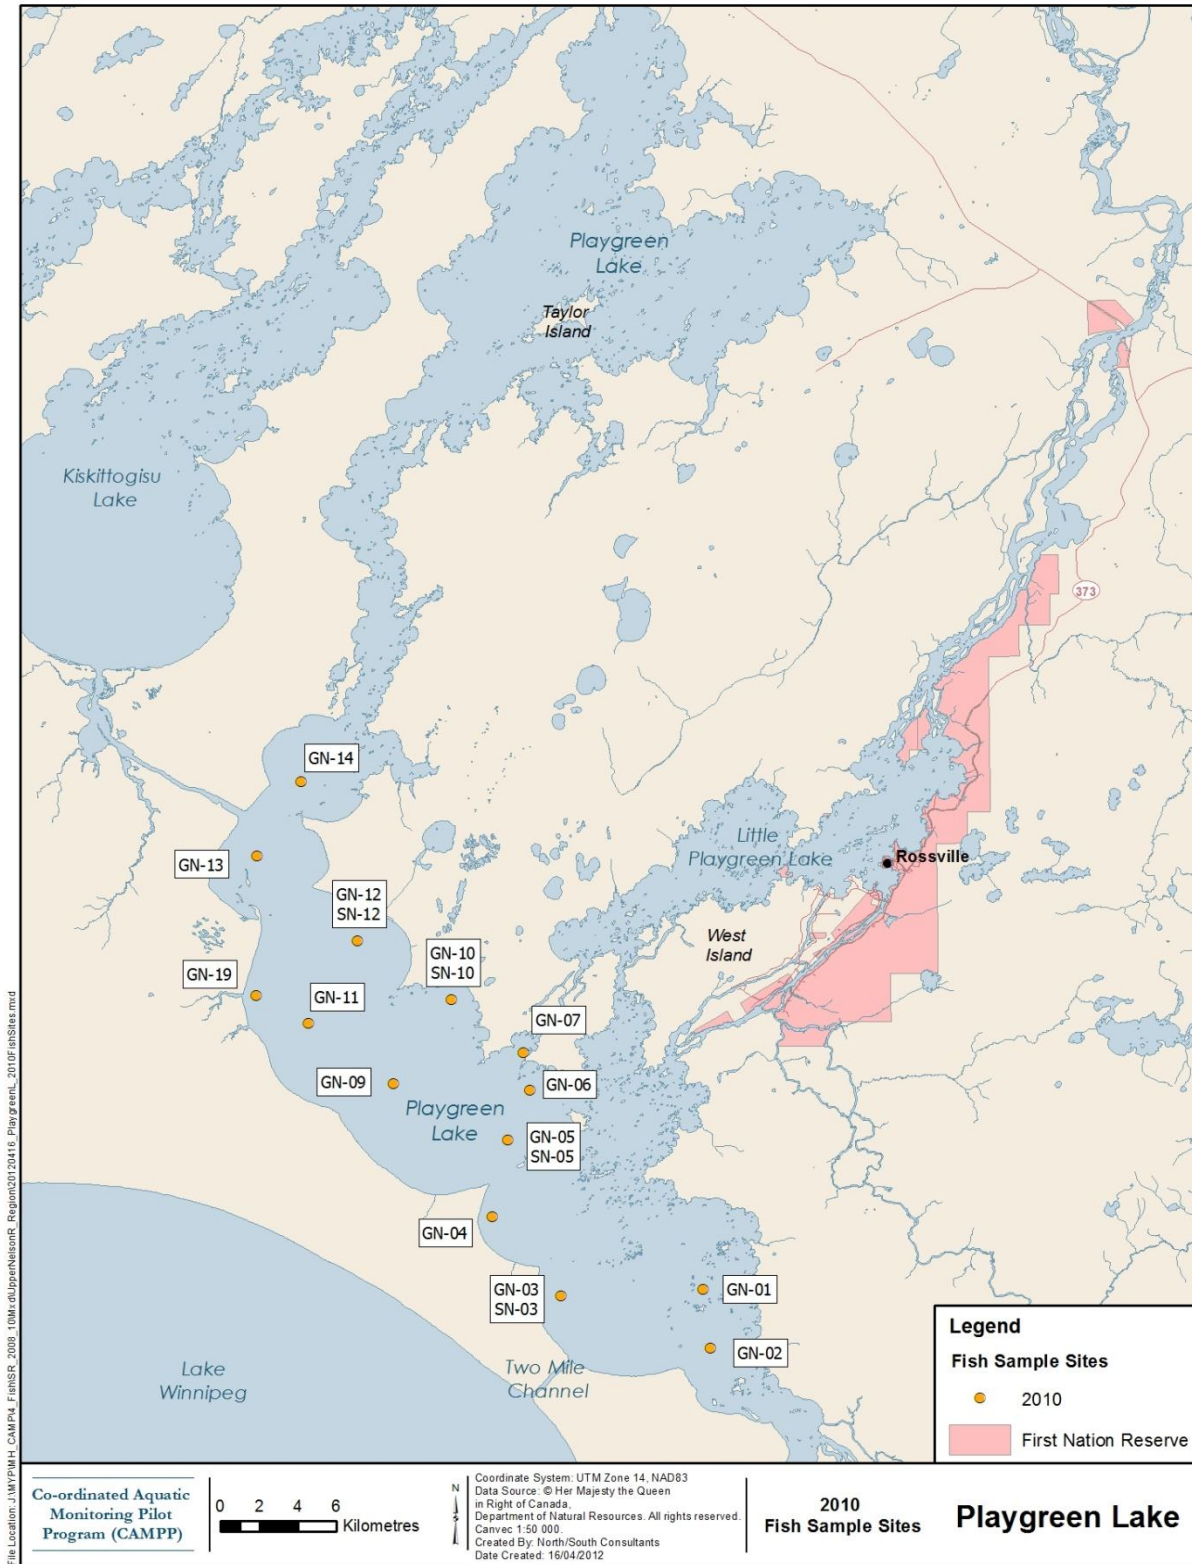 Playgreen
Lake
Taylor
Island
Kiskittogisu
Lake
373
GN-14
Little
Playgreen Lake
Rossville
GN-13
GN-12
SN-12
West
Island
GN-10
SN-10
GN-19
GN-11
GN-07
GN-09
GN-06
Playgreen
Lake
GN-05
SN-05
GN-04
GN-03
SN-03
GN-01
GN-02
Lake
Winnipeg
Two Mile
Channel
Legend
Fish Sample Sites
2010
First Nation Reserve
Co-ordinated Aquatic
Monitoring Pilot
Program (CAMPP)
0 2 4 6
Kilometres
N
S
Coordinate System: UTM Zone 14, NAD83
Data Source: © Her Majesty the Queen
in Right of Canada,
Department of Natural Resources. All rights reserved.
Canvec 1:50 000.
Created By: North/South Consultants
Date Created: 16/04/2012
2010
Fish Sample Sites
Playgreen Lake